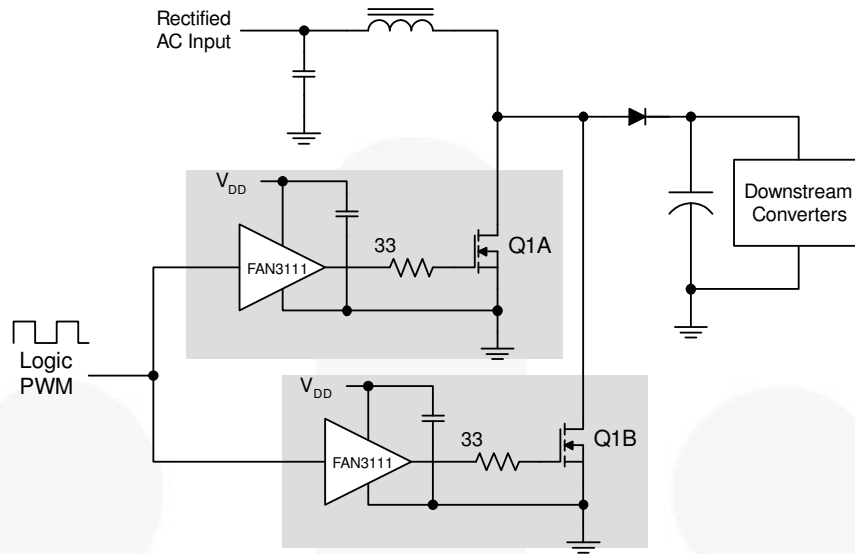 Rectified
AC Input
VDD
FAN3111
33
Q1A
Downstream
Converters
Logic
PWM
VDD
FAN3111
33
Q1B